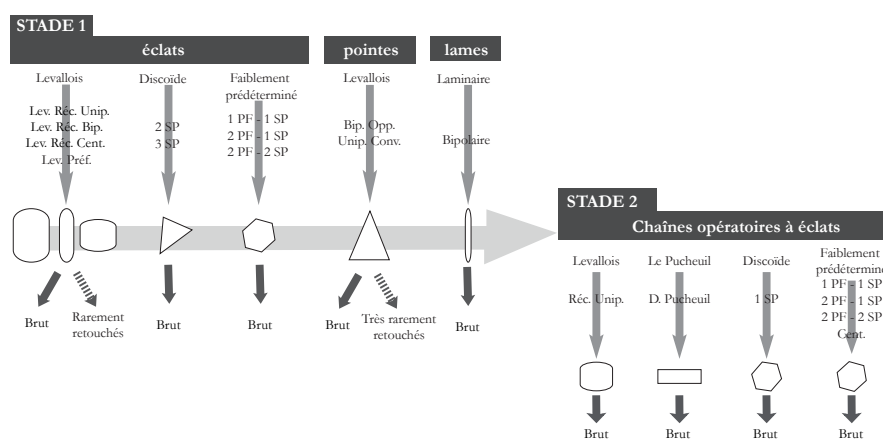 STADE 1
éclats
pointes
lames
Levallois
Discoïde
Faiblement
prédéterminé
Levallois
Laminaire
Lev. Réc. Unip.
Lev. Réc. Bip.
Lev. Réc. Cent.
Lev. Préf.
2 SP
3 SP
1 PF - 1 SP
2 PF - 1 SP
2 PF - 2 SP
Bip. Opp.
Unip. Conv.
Bipolaire
Brut
Rarement
retouchés
Brut
Brut
Brut
Très rarement
retouchés
Brut
STADE 2
Chaînes opératoires à éclats
Levallois
Le Pucheuil
Discoïde
Faiblement
prédéterminé
Réc. Unip.
D. Pucheuil
1 SP
1 PF - 1 SP
2 PF - 1 SP
2 PF - 2 SP
Cent.
Brut
Brut
Brut
Brut